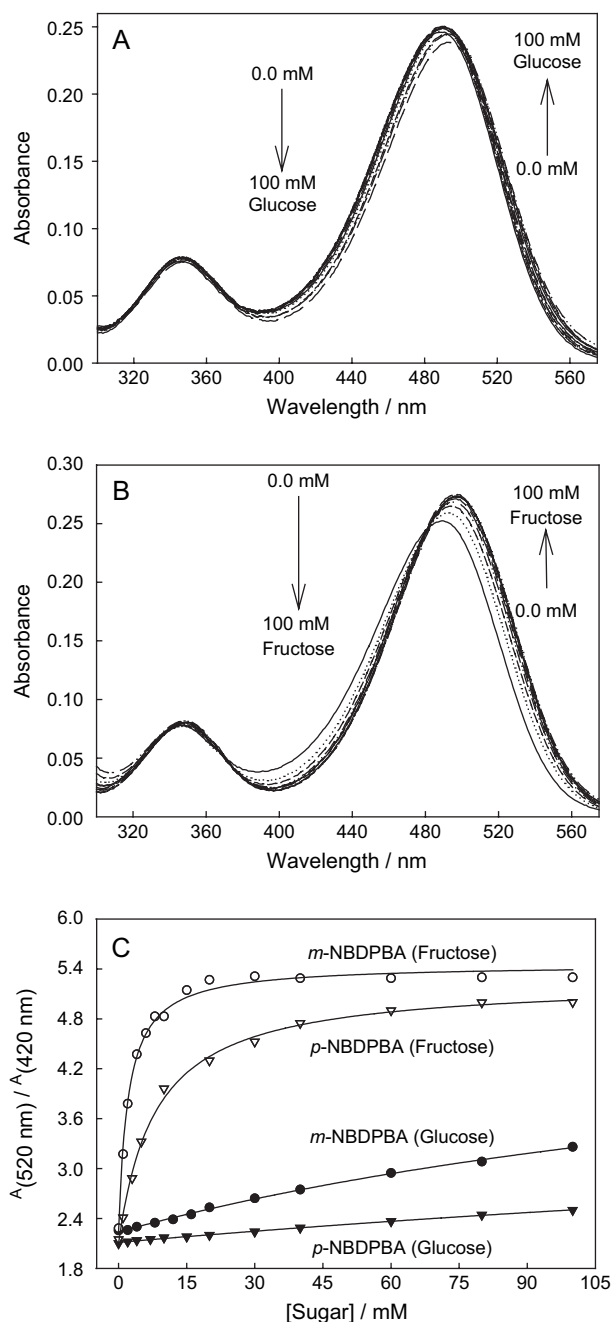 A
0.25
0.20
0.15
0.10
0.05
0.00
Absorbance
0.0 mM
100 mM
Glucose
100 mM
Glucose
0.0 mM
320 360 400 440 480 520 560
Wavelength / nm
B
0.30
0.25
0.20
0.15
0.10
0.05
0.00
Absorbance
0.0 mM
100 mM
Fructose
100 mM
Fructose
0.0 mM
320 360 400 440 480 520 560
Wavelength / nm
C
6.0
5.4
4.8
4.2
3.6
3.0
2.4
1.8
A(520 nm) / A(420 nm)
m-NBDPBA (Fructose)
p-NBDPBA (Fructose)
m-NBDPBA (Glucose)
p-NBDPBA (Glucose)
0 15 30 45 60 75 90 105
[Sugar] / mM